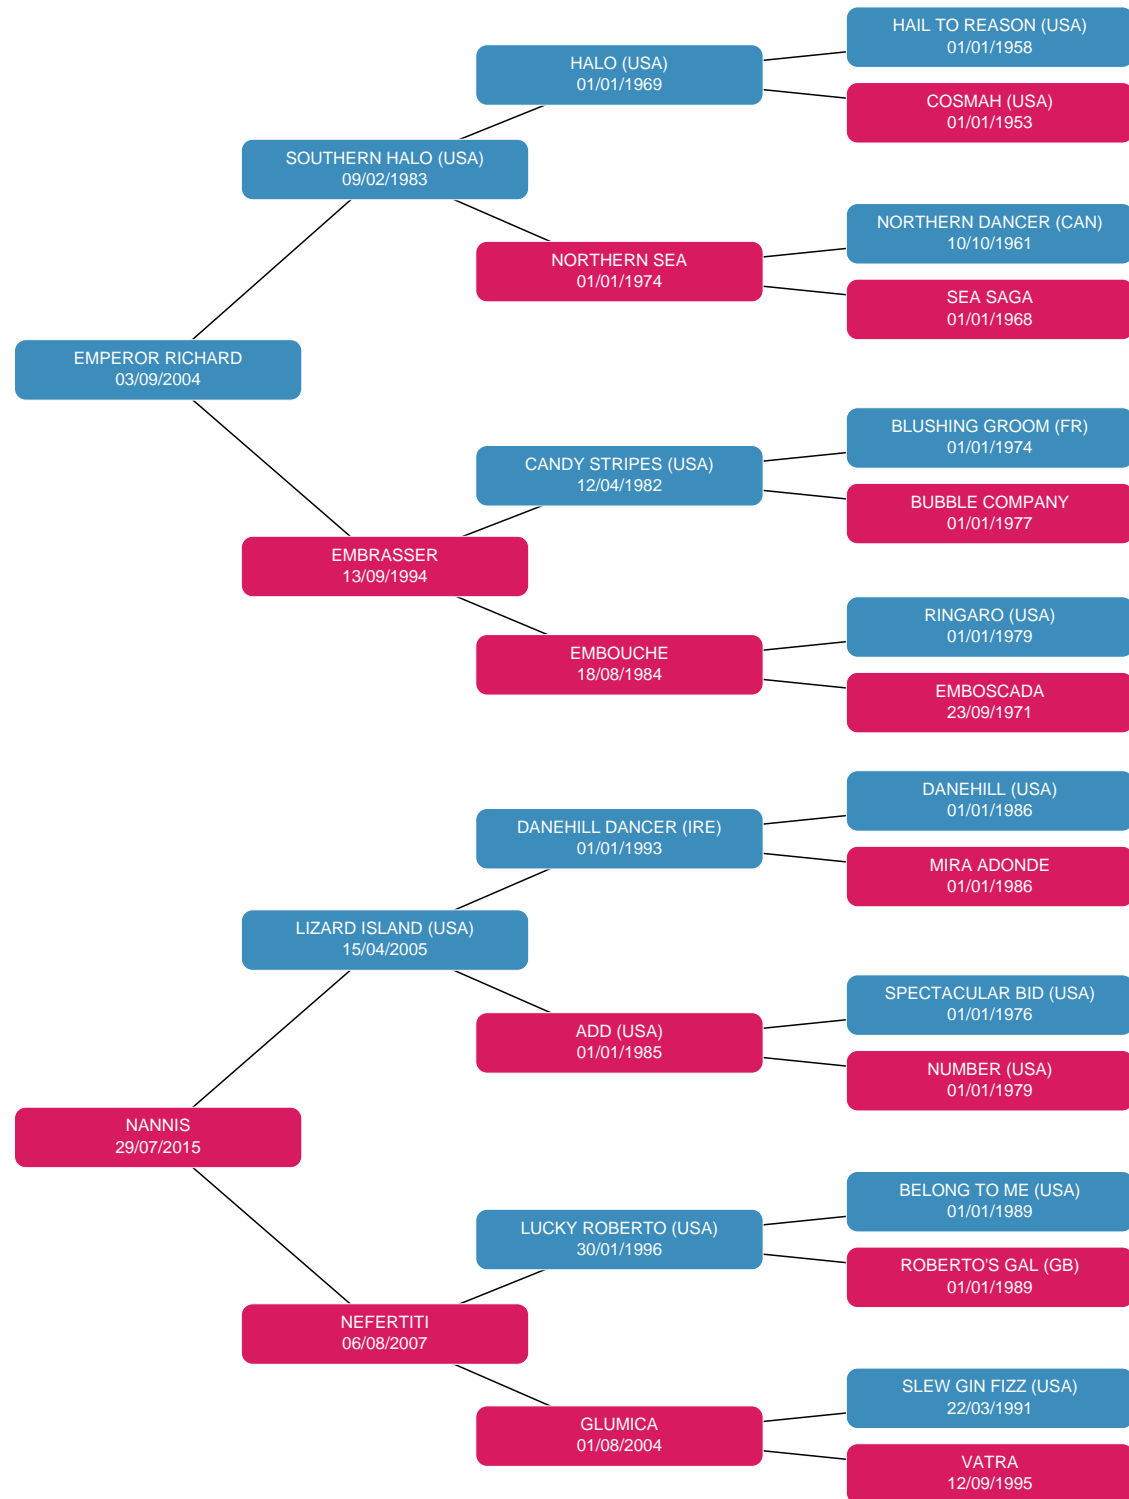 HAIL TO REASON (USA)
01/01/1958
HALO (USA)
01/01/1969
COSMAH (USA)
01/01/1953
SOUTHERN HALO (USA)
09/02/1983
NORTHERN DANCER (CAN)
10/10/1961
NORTHERN SEA
01/01/1974
SEA SAGA
01/01/1968
EMPEROR RICHARD
03/09/2004
BLUSHING GROOM (FR)
01/01/1974
CANDY STRIPES (USA)
12/04/1982
BUBBLE COMPANY
01/01/1977
EMBRASSER
13/09/1994
RINGARO (USA)
01/01/1979
EMBOUCHE
18/08/1984
EMBOSCADA
23/09/1971
DANEHILL (USA)
01/01/1986
DANEHILL DANCER (IRE)
01/01/1993
MIRA ADONDE
01/01/1986
LIZARD ISLAND (USA)
15/04/2005
SPECTACULAR BID (USA)
01/01/1976
ADD (USA)
01/01/1985
NUMBER (USA)
01/01/1979
NANNIS
29/07/2015
BELONG TO ME (USA)
01/01/1989
LUCKY ROBERTO (USA)
30/01/1996
ROBERTO'S GAL (GB)
01/01/1989
NEFERTITI
06/08/2007
SLEW GIN FIZZ (USA)
22/03/1991
GLUMICA
01/08/2004
VATRA
12/09/1995